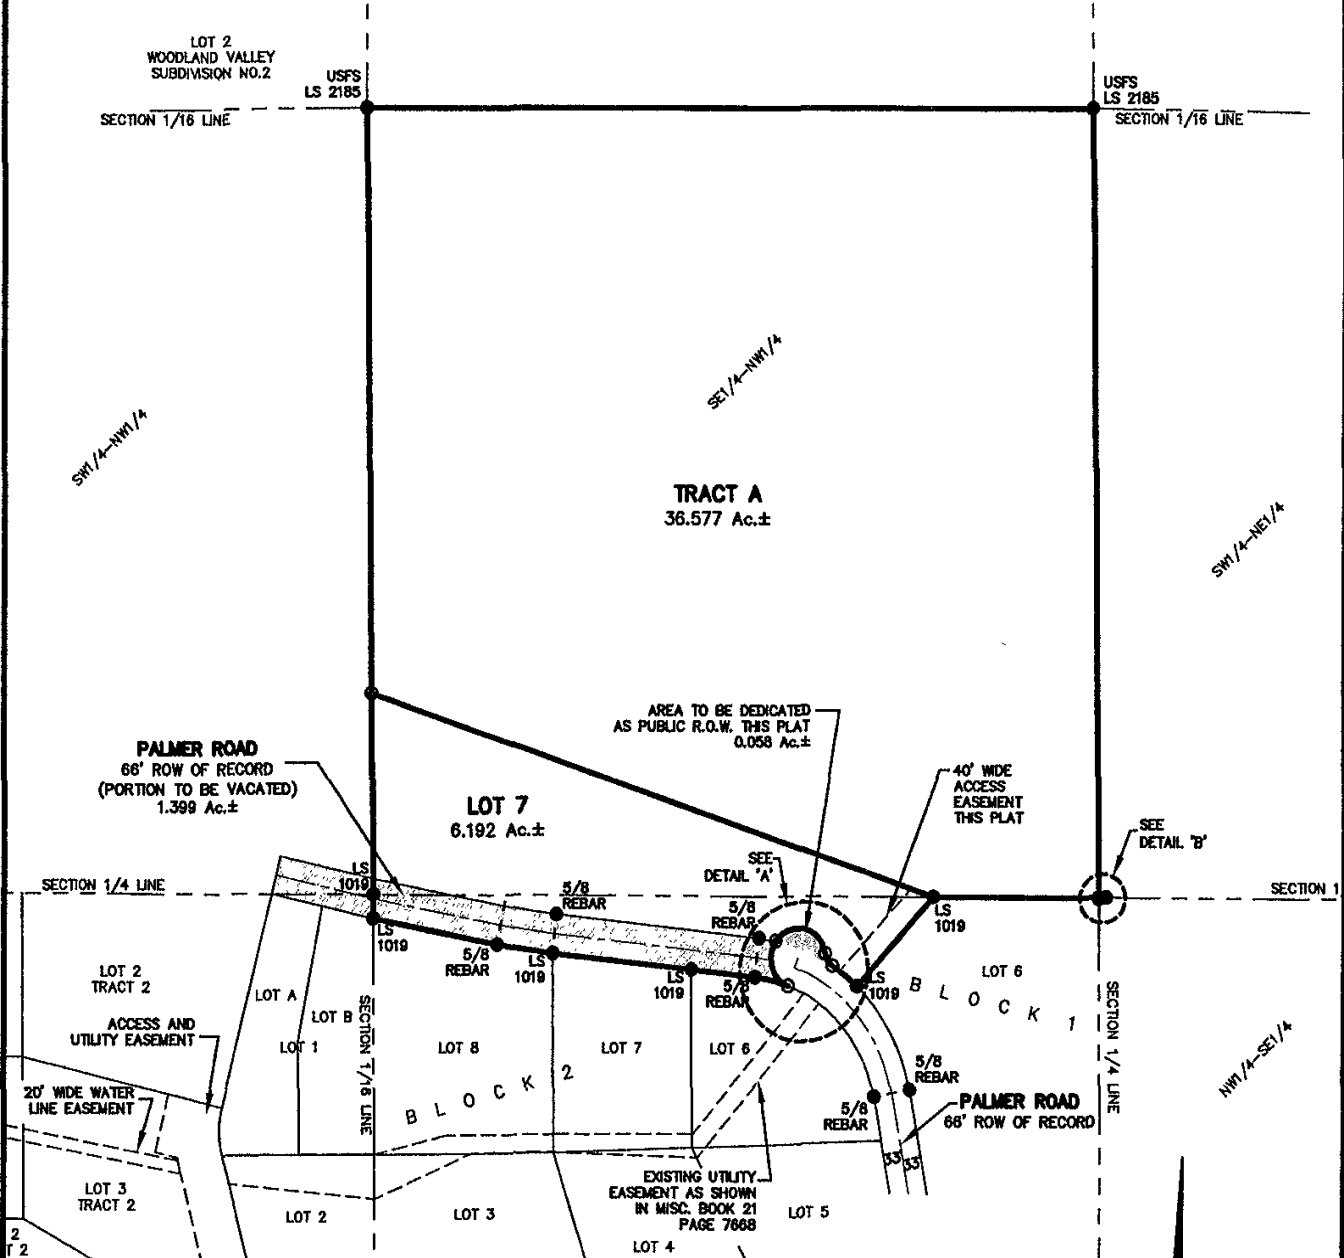 LOT 2
WOODLAND VALLEY
SUBDIVISION NO.2
USFS
LS 2185
USFS
LS 2185
SECTION 1/16 LINE
SECTION 1/16 LINE
SE1/4-NW1/4
SW1/4-NW1/4
TRACT A
36.577 Ac.±
SW1/4-NE1/4
AREA TO BE DEDICATED
AS PUBLIC R.O.W. THIS PLAT
0.058 Ac.±
PALMER ROAD
66' ROW OF RECORD
(PORTION TO BE VACATED)
1.399 Ac.±
40' WIDE
ACCESS
EASEMENT
THIS PLAT
LOT 7
6.192 Ac.±
SEE
DETAIL 'B'
SEE
DETAIL 'A'
SECTION 1/4 LINE
LS
1019
5/8
REBAR
5/8
REBAR
LS
1019
SECTION 1
LS
1019
5/8
REBAR
LS
1019
LS
1019
5/8
REBAR
LS
1019
LOT 6
BLOCK 1
LOT 2
TRACT 2
LOT A
LOT B
LOT 1
SECTION 1/16 LINE
LOT 8
LOT 7
LOT 6
SECTION 1/4 LINE
ACCESS AND
UTILITY EASEMENT
BLOCK 2
NW1/4-SE1/4
20' WIDE WATER
LINE EASEMENT
5/8
REBAR
5/8
REBAR
PALMER ROAD
66' ROW OF RECORD
33'
33'
EXISTING UTILITY
EASEMENT AS SHOWN
IN MISC. BOOK 21
PAGE 7668
LOT 3
TRACT 2
LOT 2
LOT 3
LOT 5
LOT 4
2
T 2